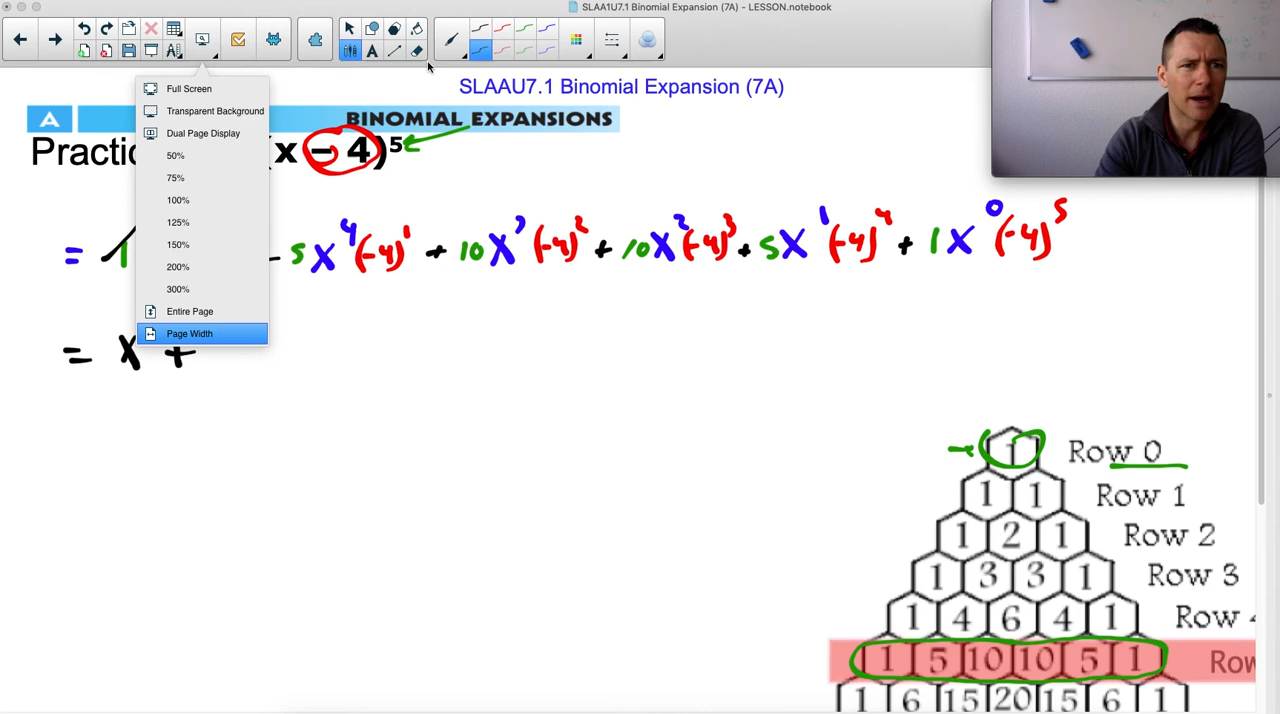 SLAA1U7.1 Binomial Expansion (7A) - LESSON.notebook
SLAAU7.1 Binomial Expansion (7A)
A BINOMIAL EXPANSIONS
(x – 4)⁵
Full Screen
Transparent Background
Dual Page Display
50%
75%
100%
125%
150%
200%
300%
Entire Page
Page Width
= 1 5x⁴(-4)¹ + 10x³(-4)² + 10x²(-4)³ + 5x¹(-4)⁴ + 1x⁰(-4)⁵
= x +
1 Row 0
1 1 Row 1
1 2 1 Row 2
1 3 3 1 Row 3
1 4 6 4 1 Row
1 5 10 10 5 1 Row
1 6 15 20 15 6 1